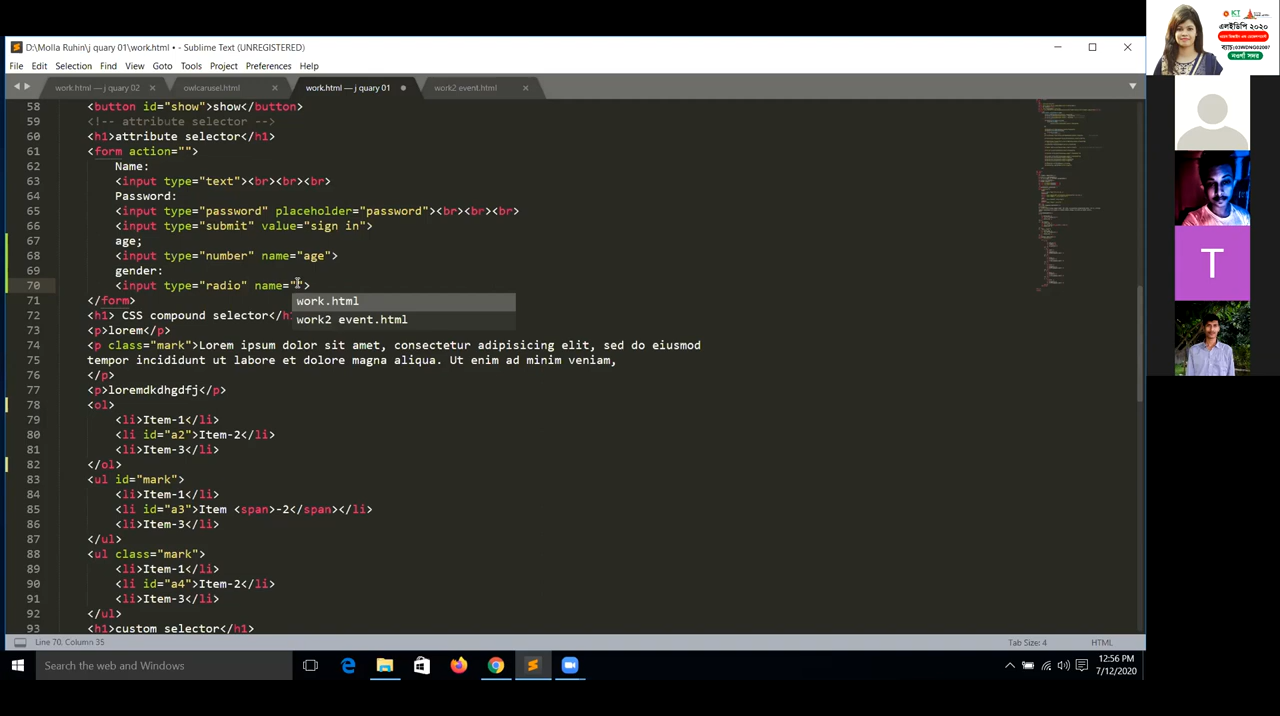 D:\Molla Ruhin\j quary 01\work.html • - Sublime Text (UNREGISTERED)
File Edit Selection Find View Goto Tools Project Preferences Help
work.html — j quary 02 owlcarusel.html work.html — j quary 01 work2 event.html
58 <button id="show">show</button>
59 <!-- attribute selector -->
60 <h1>attribute selector</h1>
61 <form action="">
62 Name:
63 <input type="text"><br><br><br>
64 Password:
65 <input type="password" placeholder="password"><br><br><br>
66 <input type="submit" value="sign in">
67 age;
68 <input type="number" name="age">
69 gender:
70 <input type="radio" name="">
work.html
work2 event.html
71 </form>
72 <h1> CSS compound selector</h1
73 <p>lorem</p>
74 <p class="mark">Lorem ipsum dolor sit amet, consectetur adipisicing elit, sed do eiusmod
75 tempor incididunt ut labore et dolore magna aliqua. Ut enim ad minim veniam,
76 </p>
77 <p>loremdkdhgdfj</p>
78 <ol>
79 <li>Item-1</li>
80 <li id="a2">Item-2</li>
81 <li>Item-3</li>
82 </ol>
83 <ul id="mark">
84 <li>Item-1</li>
85 <li id="a3">Item <span>-2</span></li>
86 <li>Item-3</li>
87 </ul>
88 <ul class="mark">
89 <li>Item-1</li>
90 <li id="a4">Item-2</li>
91 <li>Item-3</li>
92 </ul>
93 <h1>custom selector</h1>
Line 70, Column 35 Tab Size: 4 HTML
Search the web and Windows
12:56 PM
7/12/2020
এলইডিপি ২০২০
ব্যাচ:03WDNG02087
নওগাঁ সদর
T